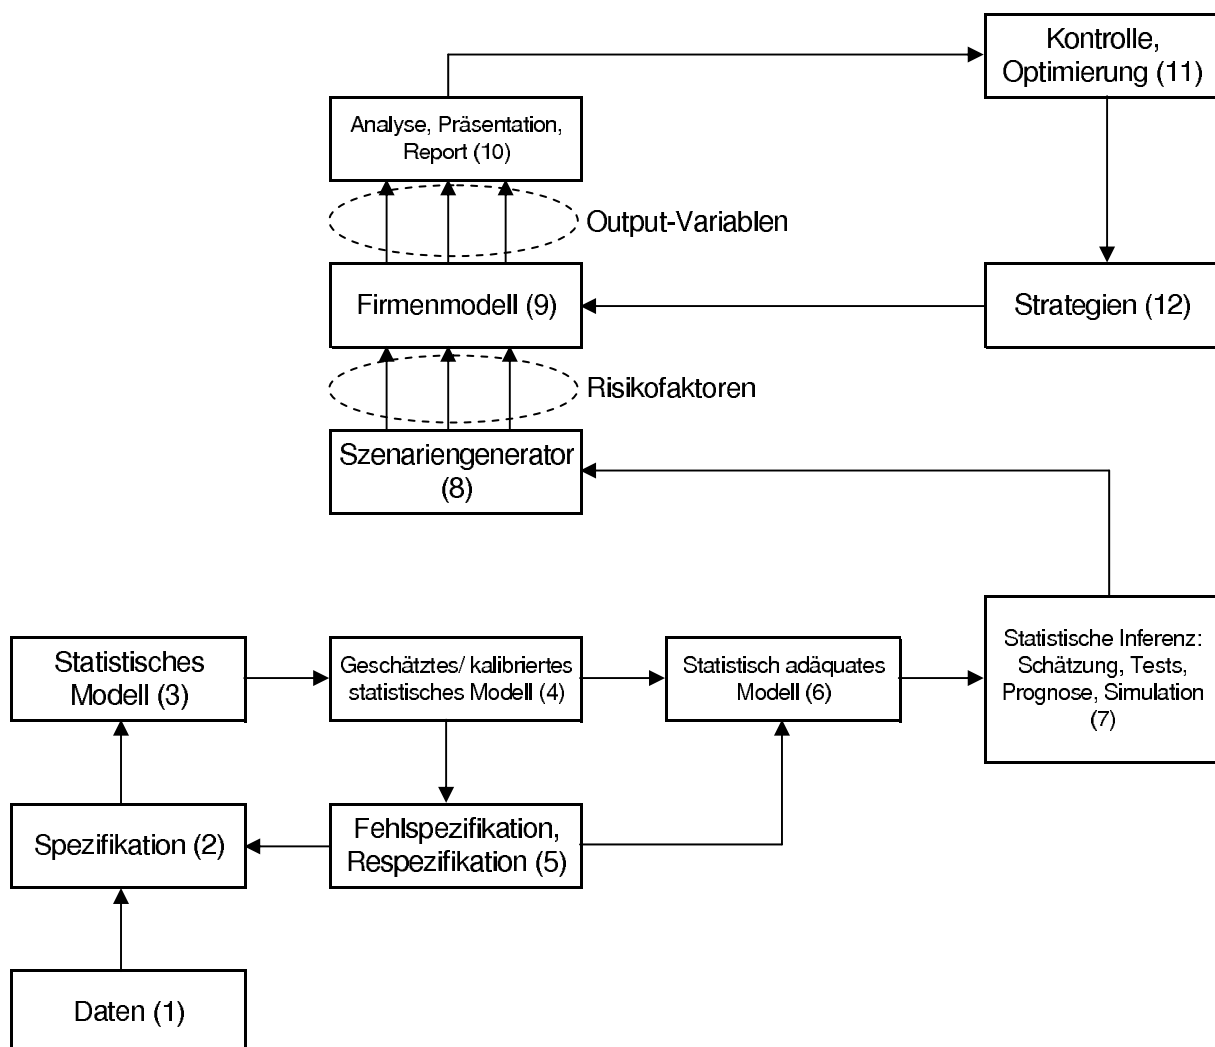 Kontrolle,
Optimierung (11)
Analyse, Präsentation,
Report (10)
Output-Variablen
Firmenmodell (9)
Strategien (12)
Risikofaktoren
Szenariengenerator
(8)
Statistisches
Modell (3)
Geschätztes/ kalibriertes
statistisches Modell (4)
Statistisch adäquates
Modell (6)
Statistische Inferenz:
Schätzung, Tests,
Prognose, Simulation
(7)
Spezifikation (2)
Fehlspezifikation,
Respezifikation (5)
Daten (1)